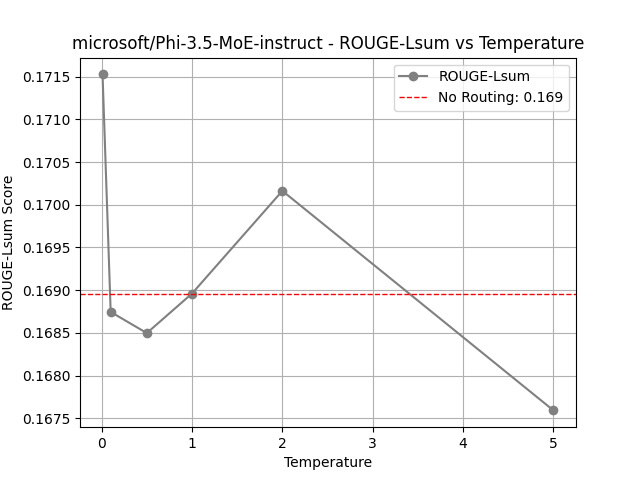 microsoft/Phi-3.5-MoE-instruct - ROUGE-Lsum vs Temperature
ROUGE-Lsum
No Routing: 0.169
ROUGE-Lsum Score
0.1715
0.1710
0.1705
0.1700
0.1695
0.1690
0.1685
0.1680
0.1675
0 1 2 3 4 5
Temperature